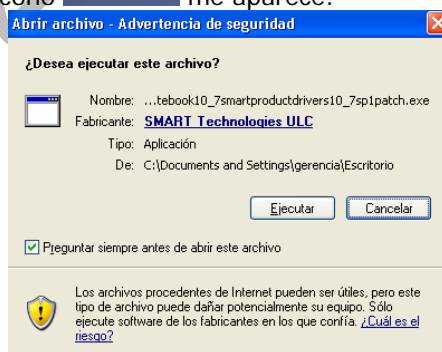 me aparece:
Abrir archivo - Advertencia de seguridad
¿Desea ejecutar este archivo?
Nombre: ...tebook10_7smartproductdrivers10_7sp1patch.exe
Fabricante: SMART Technologies ULC
Tipo: Aplicación
De: C:\Documents and Settings\gerencia\Escritorio
Ejecutar Cancelar
Preguntar siempre antes de abrir este archivo
Los archivos procedentes de Internet pueden ser útiles, pero este
tipo de archivo puede dañar potencialmente su equipo. Sólo
ejecute software de los fabricantes en los que confía. ¿Cuál es el
riesgo?